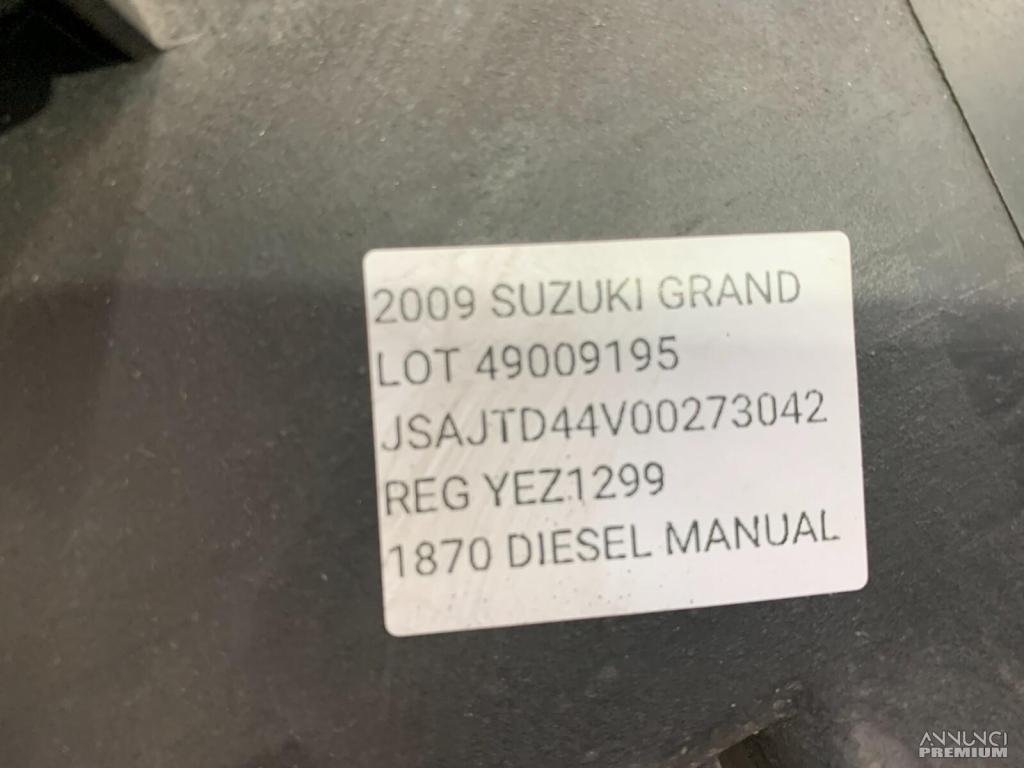 2009 SUZUKI GRAND
LOT 49009195
JSAJTD44V00273042
REG YEZ1299
1870 DIESEL MANUAL
ANNUNCI
PREMIUM